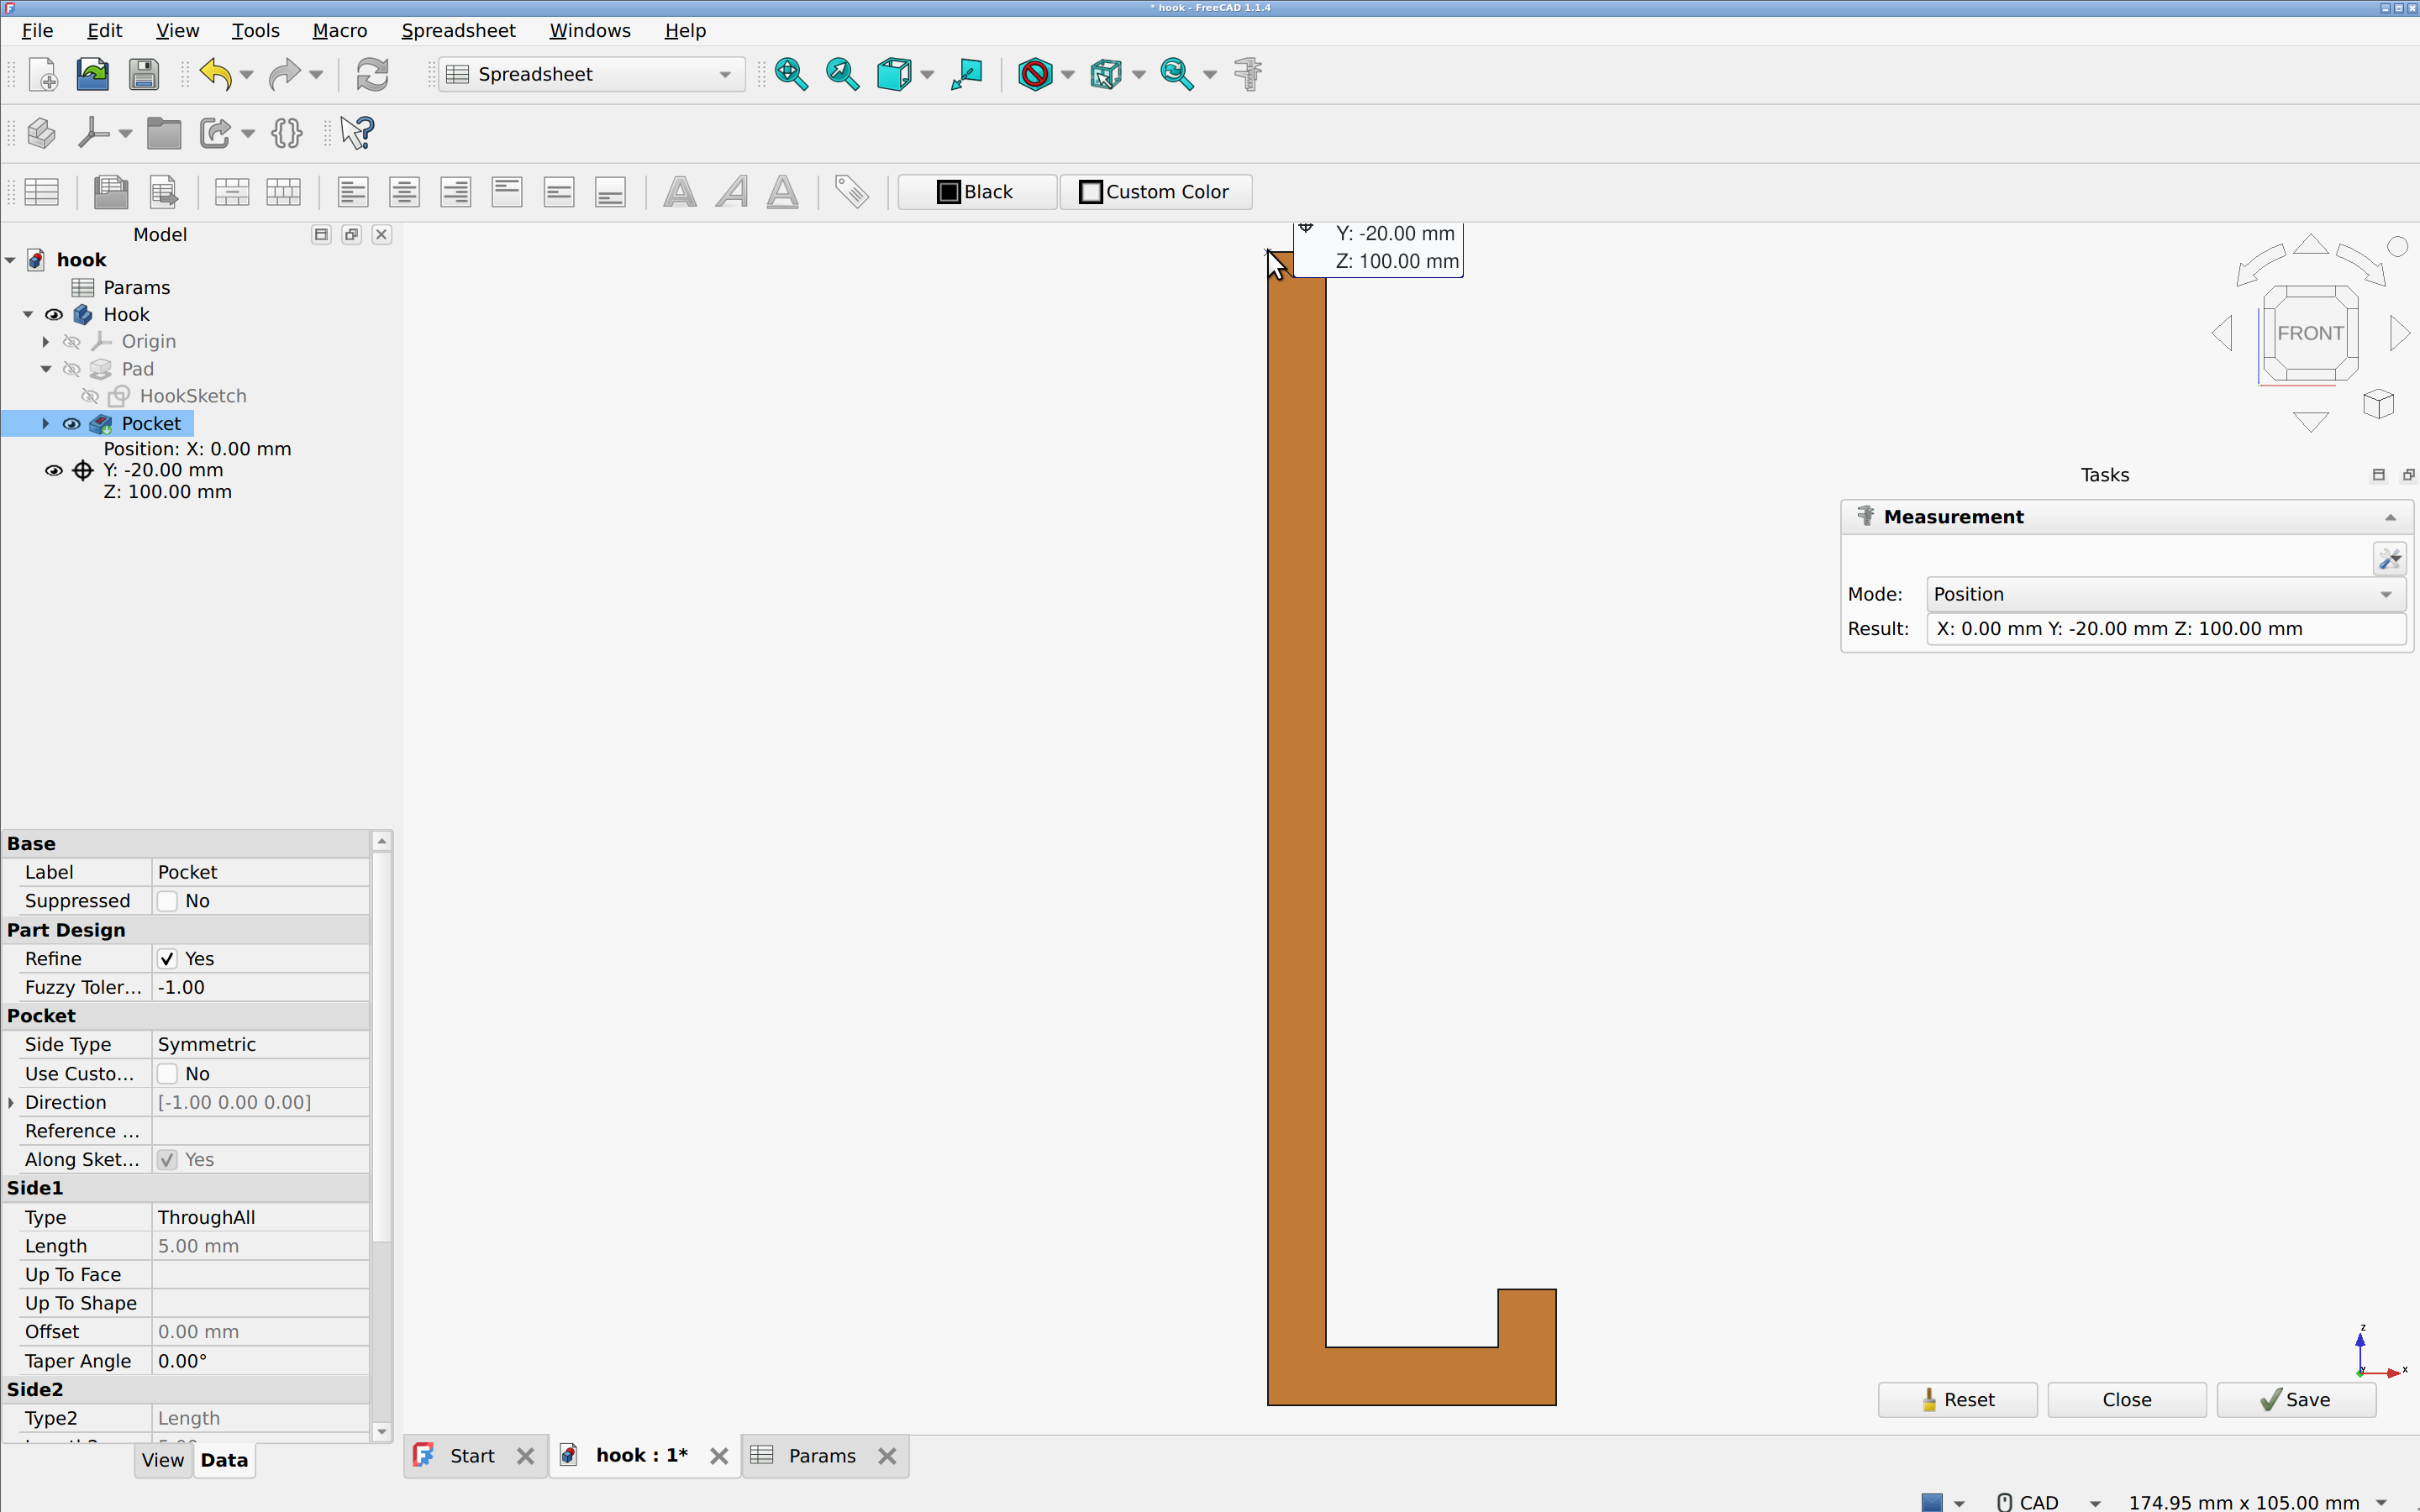 * hook - FreeCAD 1.1.4
File Edit View Tools Macro Spreadsheet Windows Help
Spreadsheet
Black Custom Color
Model
hook
Params
Hook
Origin
Pad
HookSketch
Pocket
Position: X: 0.00 mm
Y: -20.00 mm
Z: 100.00 mm
Y: -20.00 mm
Z: 100.00 mm
FRONT
Tasks
Measurement
Mode: Position
Result: X: 0.00 mm Y: -20.00 mm Z: 100.00 mm
Base
Label Pocket
Suppressed No
Part Design
Refine Yes
Fuzzy Toler... -1.00
Pocket
Side Type Symmetric
Use Custo... No
Direction [-1.00 0.00 0.00]
Reference ...
Along Sket... Yes
Side1
Type ThroughAll
Length 5.00 mm
Up To Face
Up To Shape
Offset 0.00 mm
Taper Angle 0.00°
Side2
Type2 Length
z
x
Reset Close Save
View Data
Start hook : 1* Params
CAD 174.95 mm x 105.00 mm